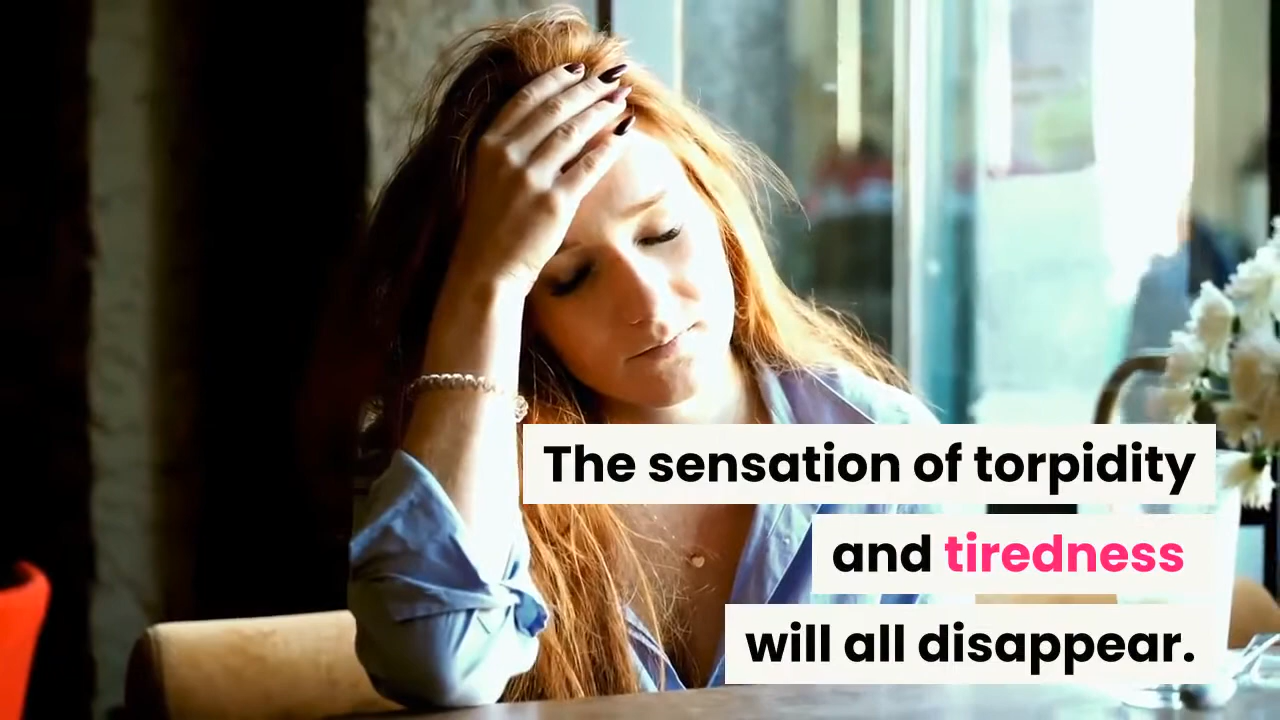 The sensation of torpidity
and tiredness
will all disappear.